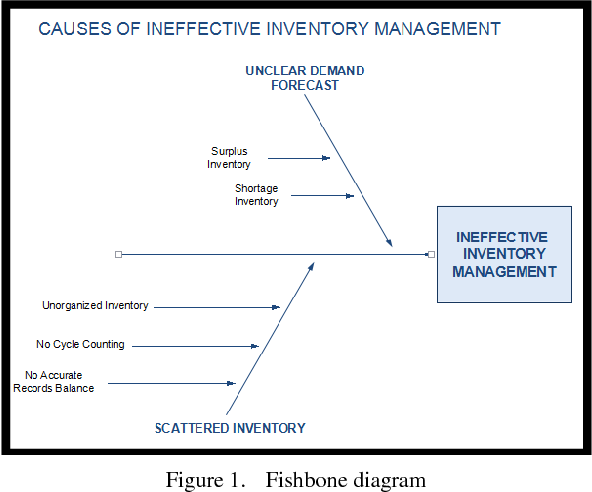 CAUSES OF INEFFECTIVE INVENTORY MANAGEMENT
UNCLEAR DEMAND
FORECAST
Surplus
Inventory
Shortage
Inventory
INEFFECTIVE
INVENTORY
MANAGEMENT
Unorganized Inventory
No Cycle Counting
No Accurate
Records Balance
SCATTERED INVENTORY
Figure 1. Fishbone diagram